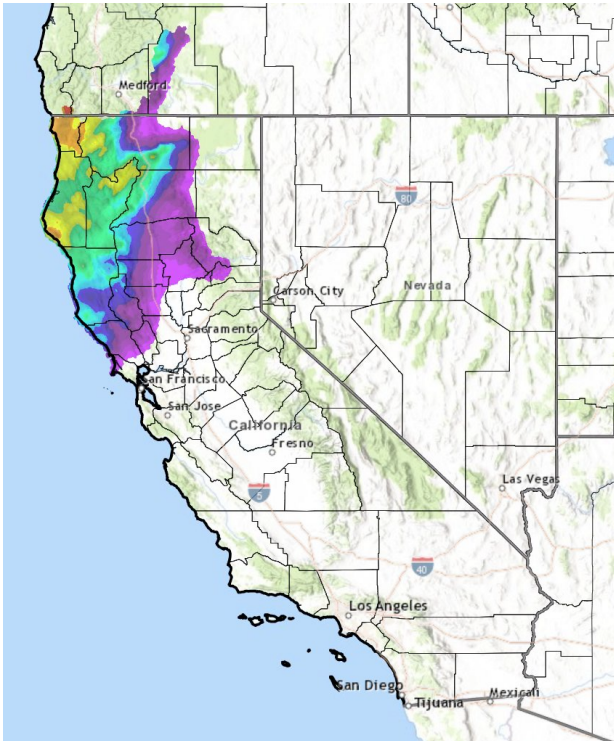 Medford
80
Carson City
Nevada
Sacramento
San Francisco
San Jose
California
Fresno
Las Vegas
5
40
Los Angeles
San Diego
Tijuana
Mexicali